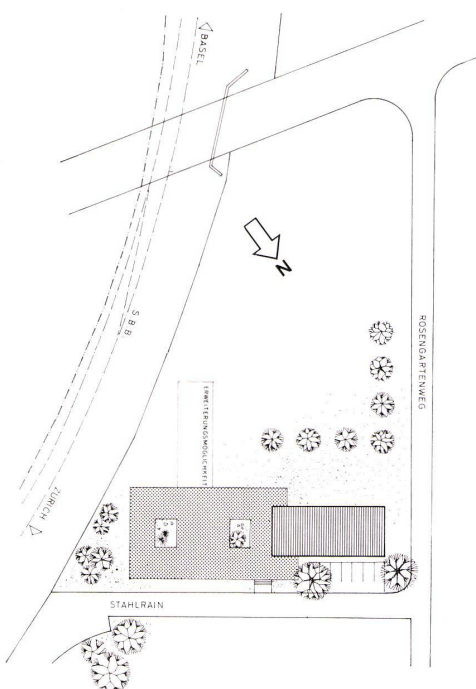 BASEL
N
SBB
ROSENGARTENWEG
ERWEITERUNGSMÖGLICHKEIT
ZÜRICH
STAHLRAIN